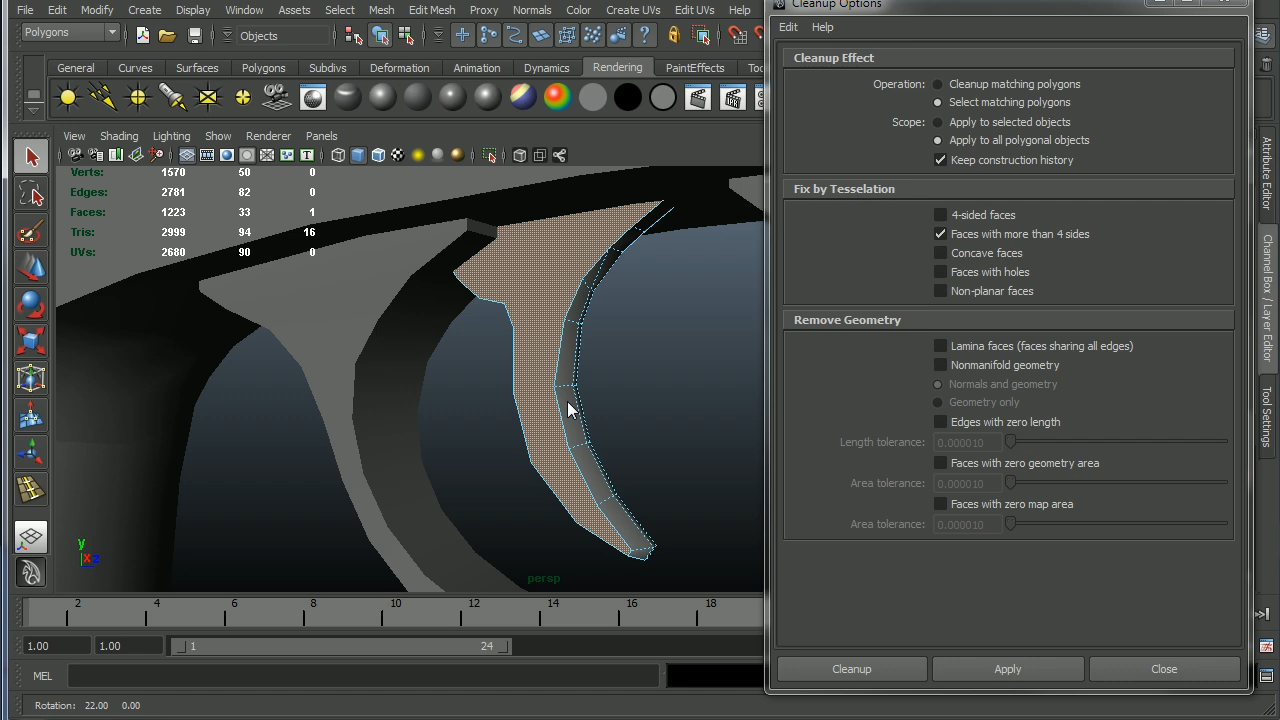 Cleanup Options
File Edit Modify Create Display Window Assets Select Mesh Edit Mesh Proxy Normals Color Create UVs Edit UVs Help
Edit Help
Polygons Objects
General Curves Surfaces Polygons Subdivs Deformation Animation Dynamics Rendering PaintEffects
View Shading Lighting Show Renderer Panels
Verts: 1570 50 0
Edges: 2781 82 0
Faces: 1223 33 1
Tris: 2999 94 16
UVs: 2680 90 0
y
x z
persp
Cleanup Effect
Operation: Cleanup matching polygons
Select matching polygons
Scope: Apply to selected objects
Apply to all polygonal objects
Keep construction history
Fix by Tesselation
4-sided faces
Faces with more than 4 sides
Concave faces
Faces with holes
Non-planar faces
Remove Geometry
Lamina faces (faces sharing all edges)
Nonmanifold geometry
Normals and geometry
Geometry only
Edges with zero length
Length tolerance: 0.000010
Faces with zero geometry area
Area tolerance: 0.000010
Faces with zero map area
Area tolerance: 0.000010
Cleanup Apply Close
Attribute Editor
Channel Box / Layer Editor
Tool Settings
2 4 6 8 10 12 14 16 18
1.00 1.00 1 24
MEL
Rotation: 22.00 0.00